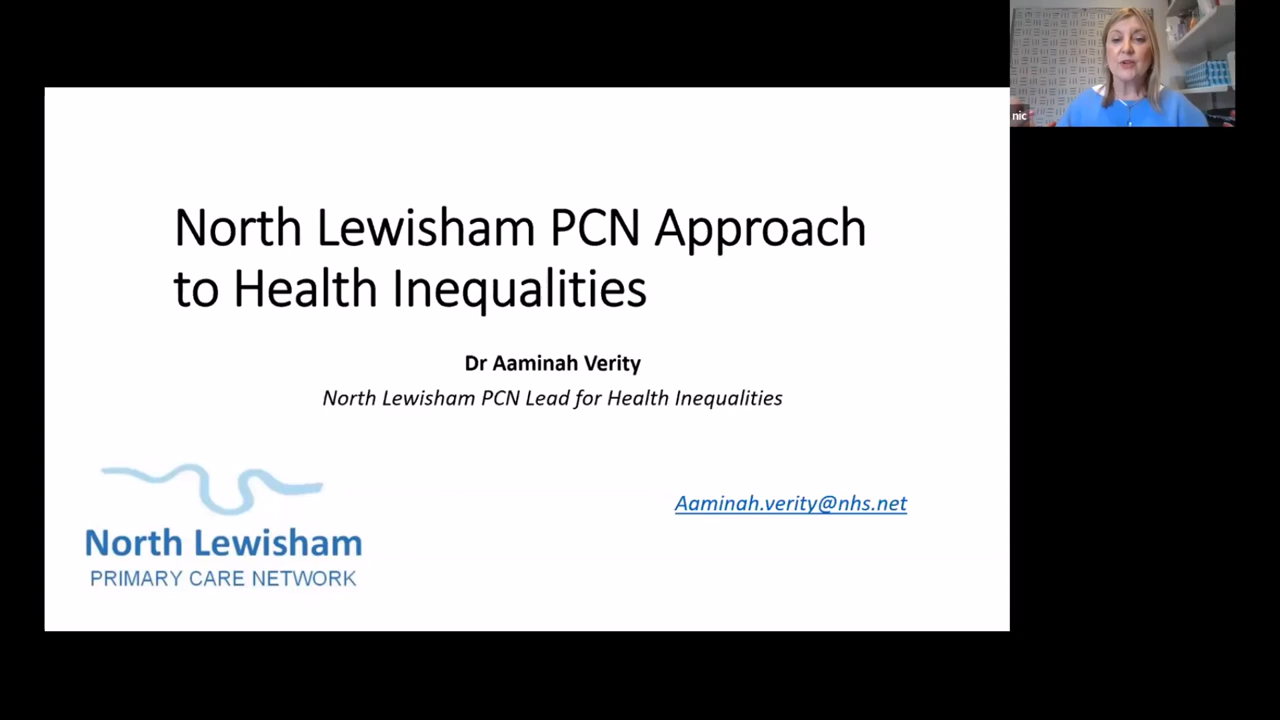 North Lewisham PCN Approach
to Health Inequalities
Dr Aaminah Verity
North Lewisham PCN Lead for Health Inequalities
Aaminah.verity@nhs.net
North Lewisham
PRIMARY CARE NETWORK
nic